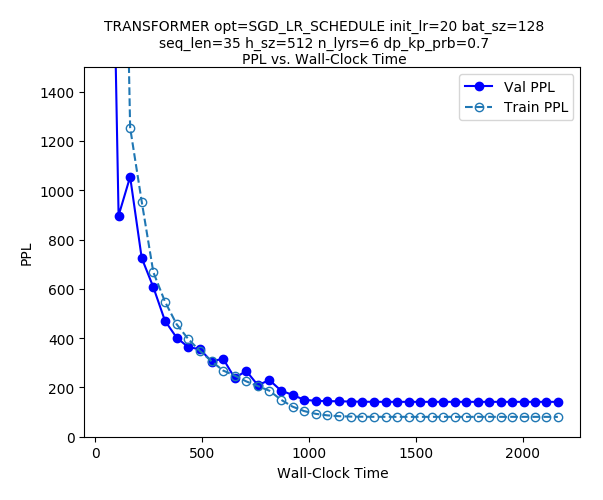 TRANSFORMER opt=SGD_LR_SCHEDULE init_lr=20 bat_sz=128
seq_len=35 h_sz=512 n_lyrs=6 dp_kp_prb=0.7
PPL vs. Wall-Clock Time
Val PPL
Train PPL
1400
1200
1000
800
600
400
200
0
PPL
0 500 1000 1500 2000
Wall-Clock Time